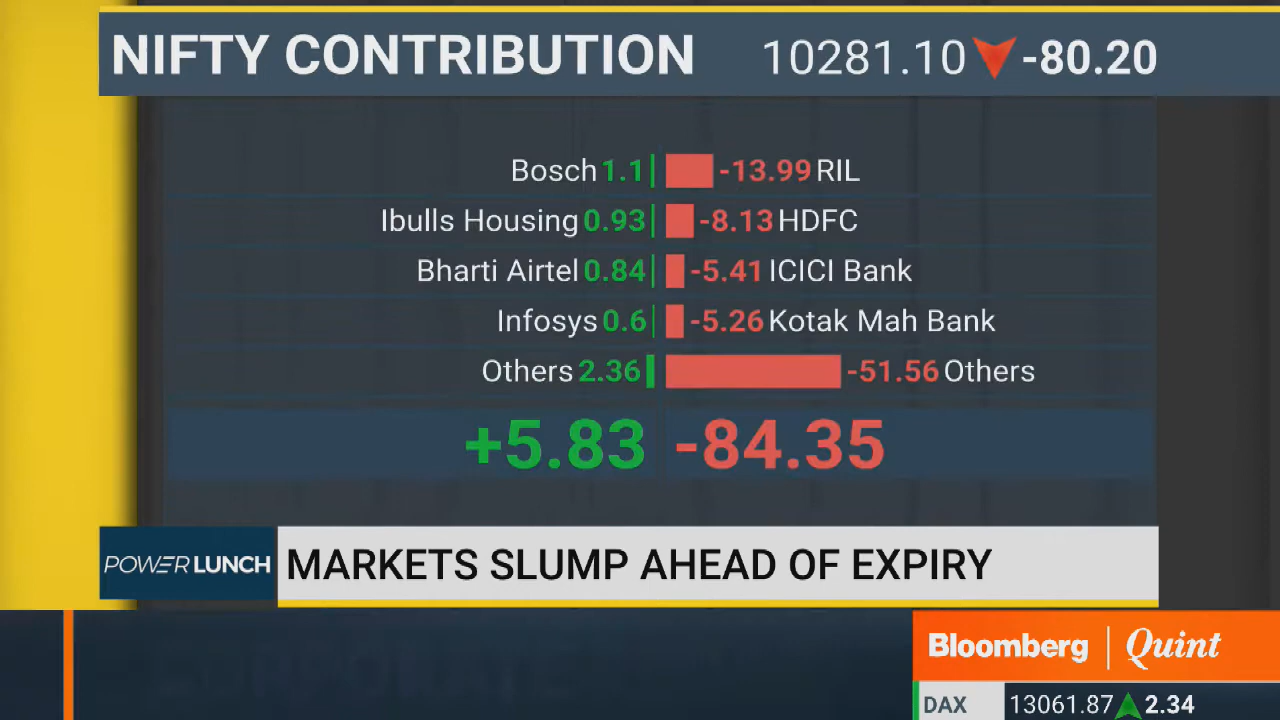 NIFTY CONTRIBUTION 10281.10 -80.20
Bosch 1.1 -13.99 RIL
Ibulls Housing 0.93 -8.13 HDFC
Bharti Airtel 0.84 -5.41 ICICI Bank
Infosys 0.6 -5.26 Kotak Mah Bank
Others 2.36 -51.56 Others
+5.83 -84.35
POWER LUNCH MARKETS SLUMP AHEAD OF EXPIRY
Bloomberg | Quint
DAX 13061.87 2.34